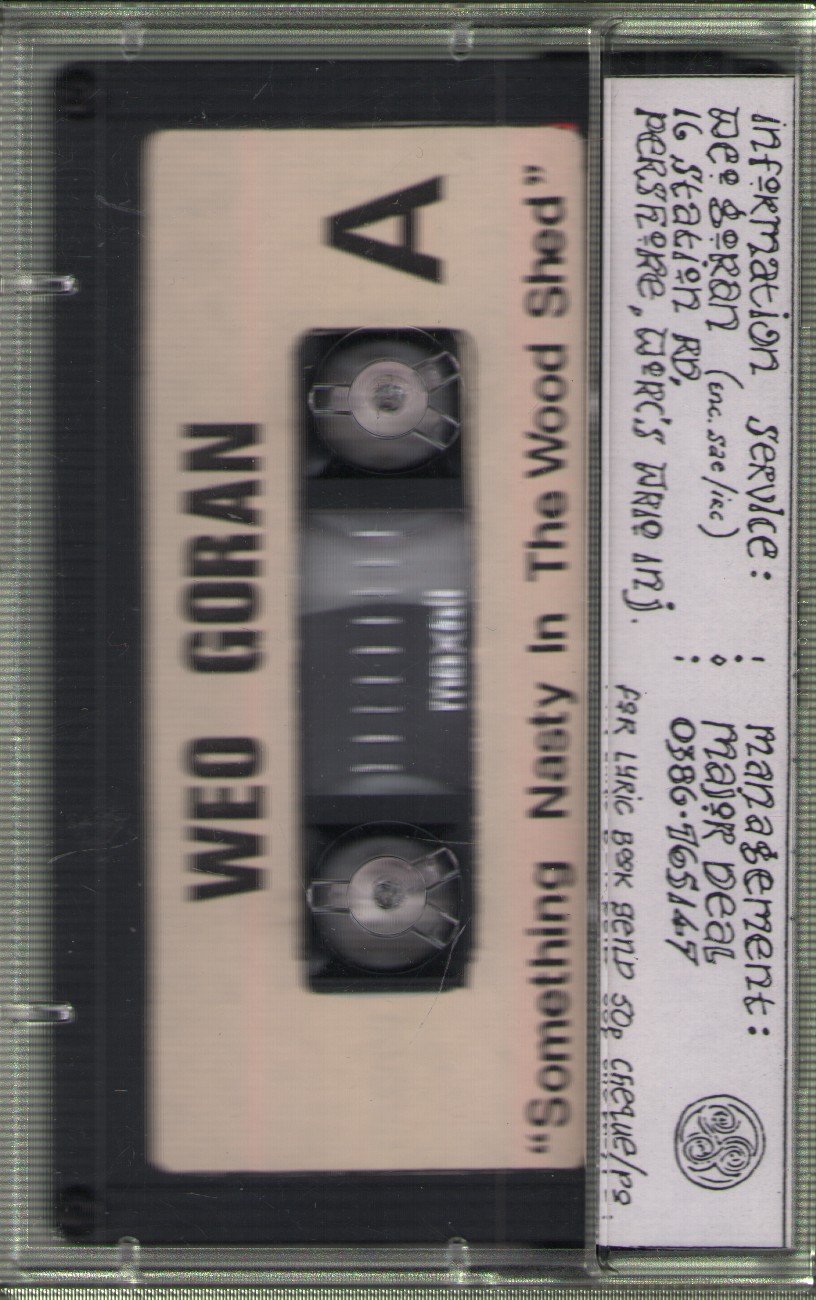 WEO GORAN
A
maxell
"Something Nasty In The Wood Shed"
information service:
weo goran (enc. sae/irc)
16 station rd,
pershore, worc's wr10 1nj.
management:
major deal
0386·765147
for lyric book send 50p cheque/po